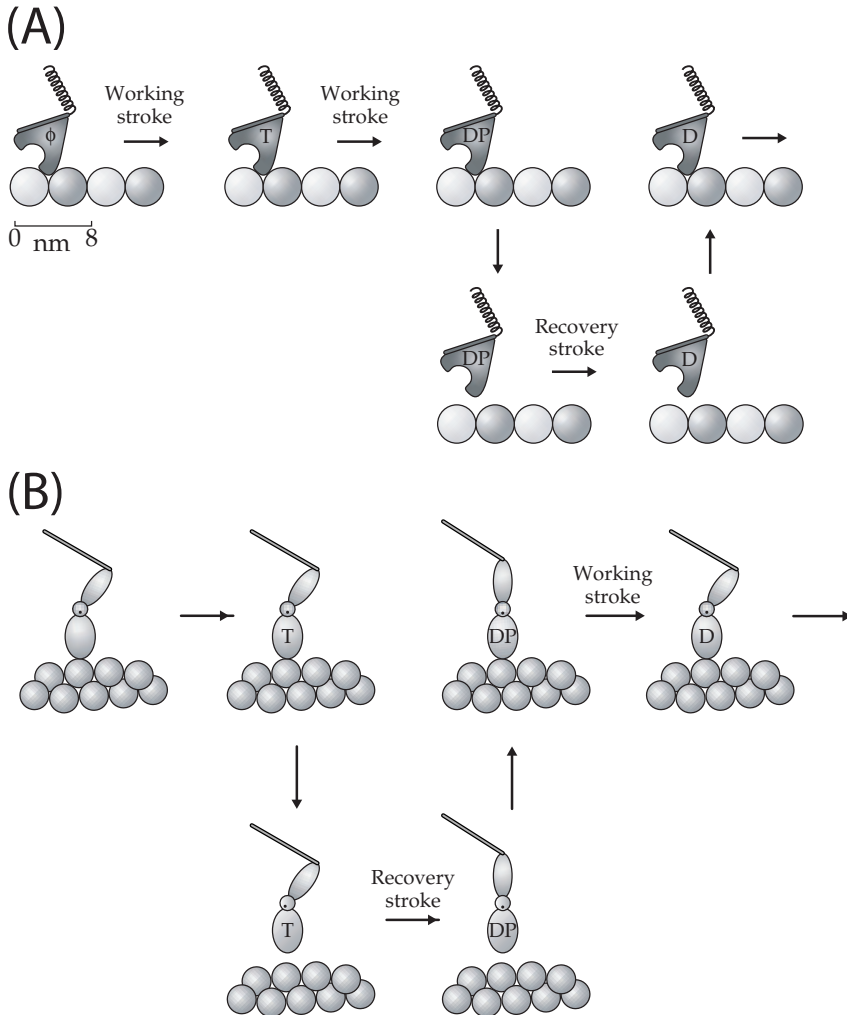 (A)
Working
stroke
Working
stroke
ϕ
T
DP
D
0 nm 8
Recovery
stroke
DP
D
(B)
Working
stroke
T
DP
D
Recovery
stroke
T
DP